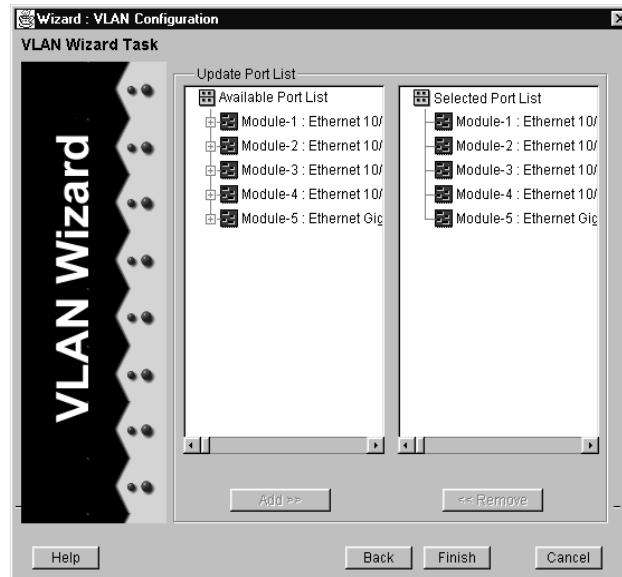 Wizard : VLAN Configuration
VLAN Wizard Task
VLAN Wizard
Update Port List
Available Port List
Module-1 : Ethernet 10/
Module-2 : Ethernet 10/
Module-3 : Ethernet 10/
Module-4 : Ethernet 10/
Module-5 : Ethernet Gig
Selected Port List
Module-1 : Ethernet 10/
Module-2 : Ethernet 10/
Module-3 : Ethernet 10/
Module-4 : Ethernet 10/
Module-5 : Ethernet Gig
Add >>
<< Remove
Help
Back
Finish
Cancel